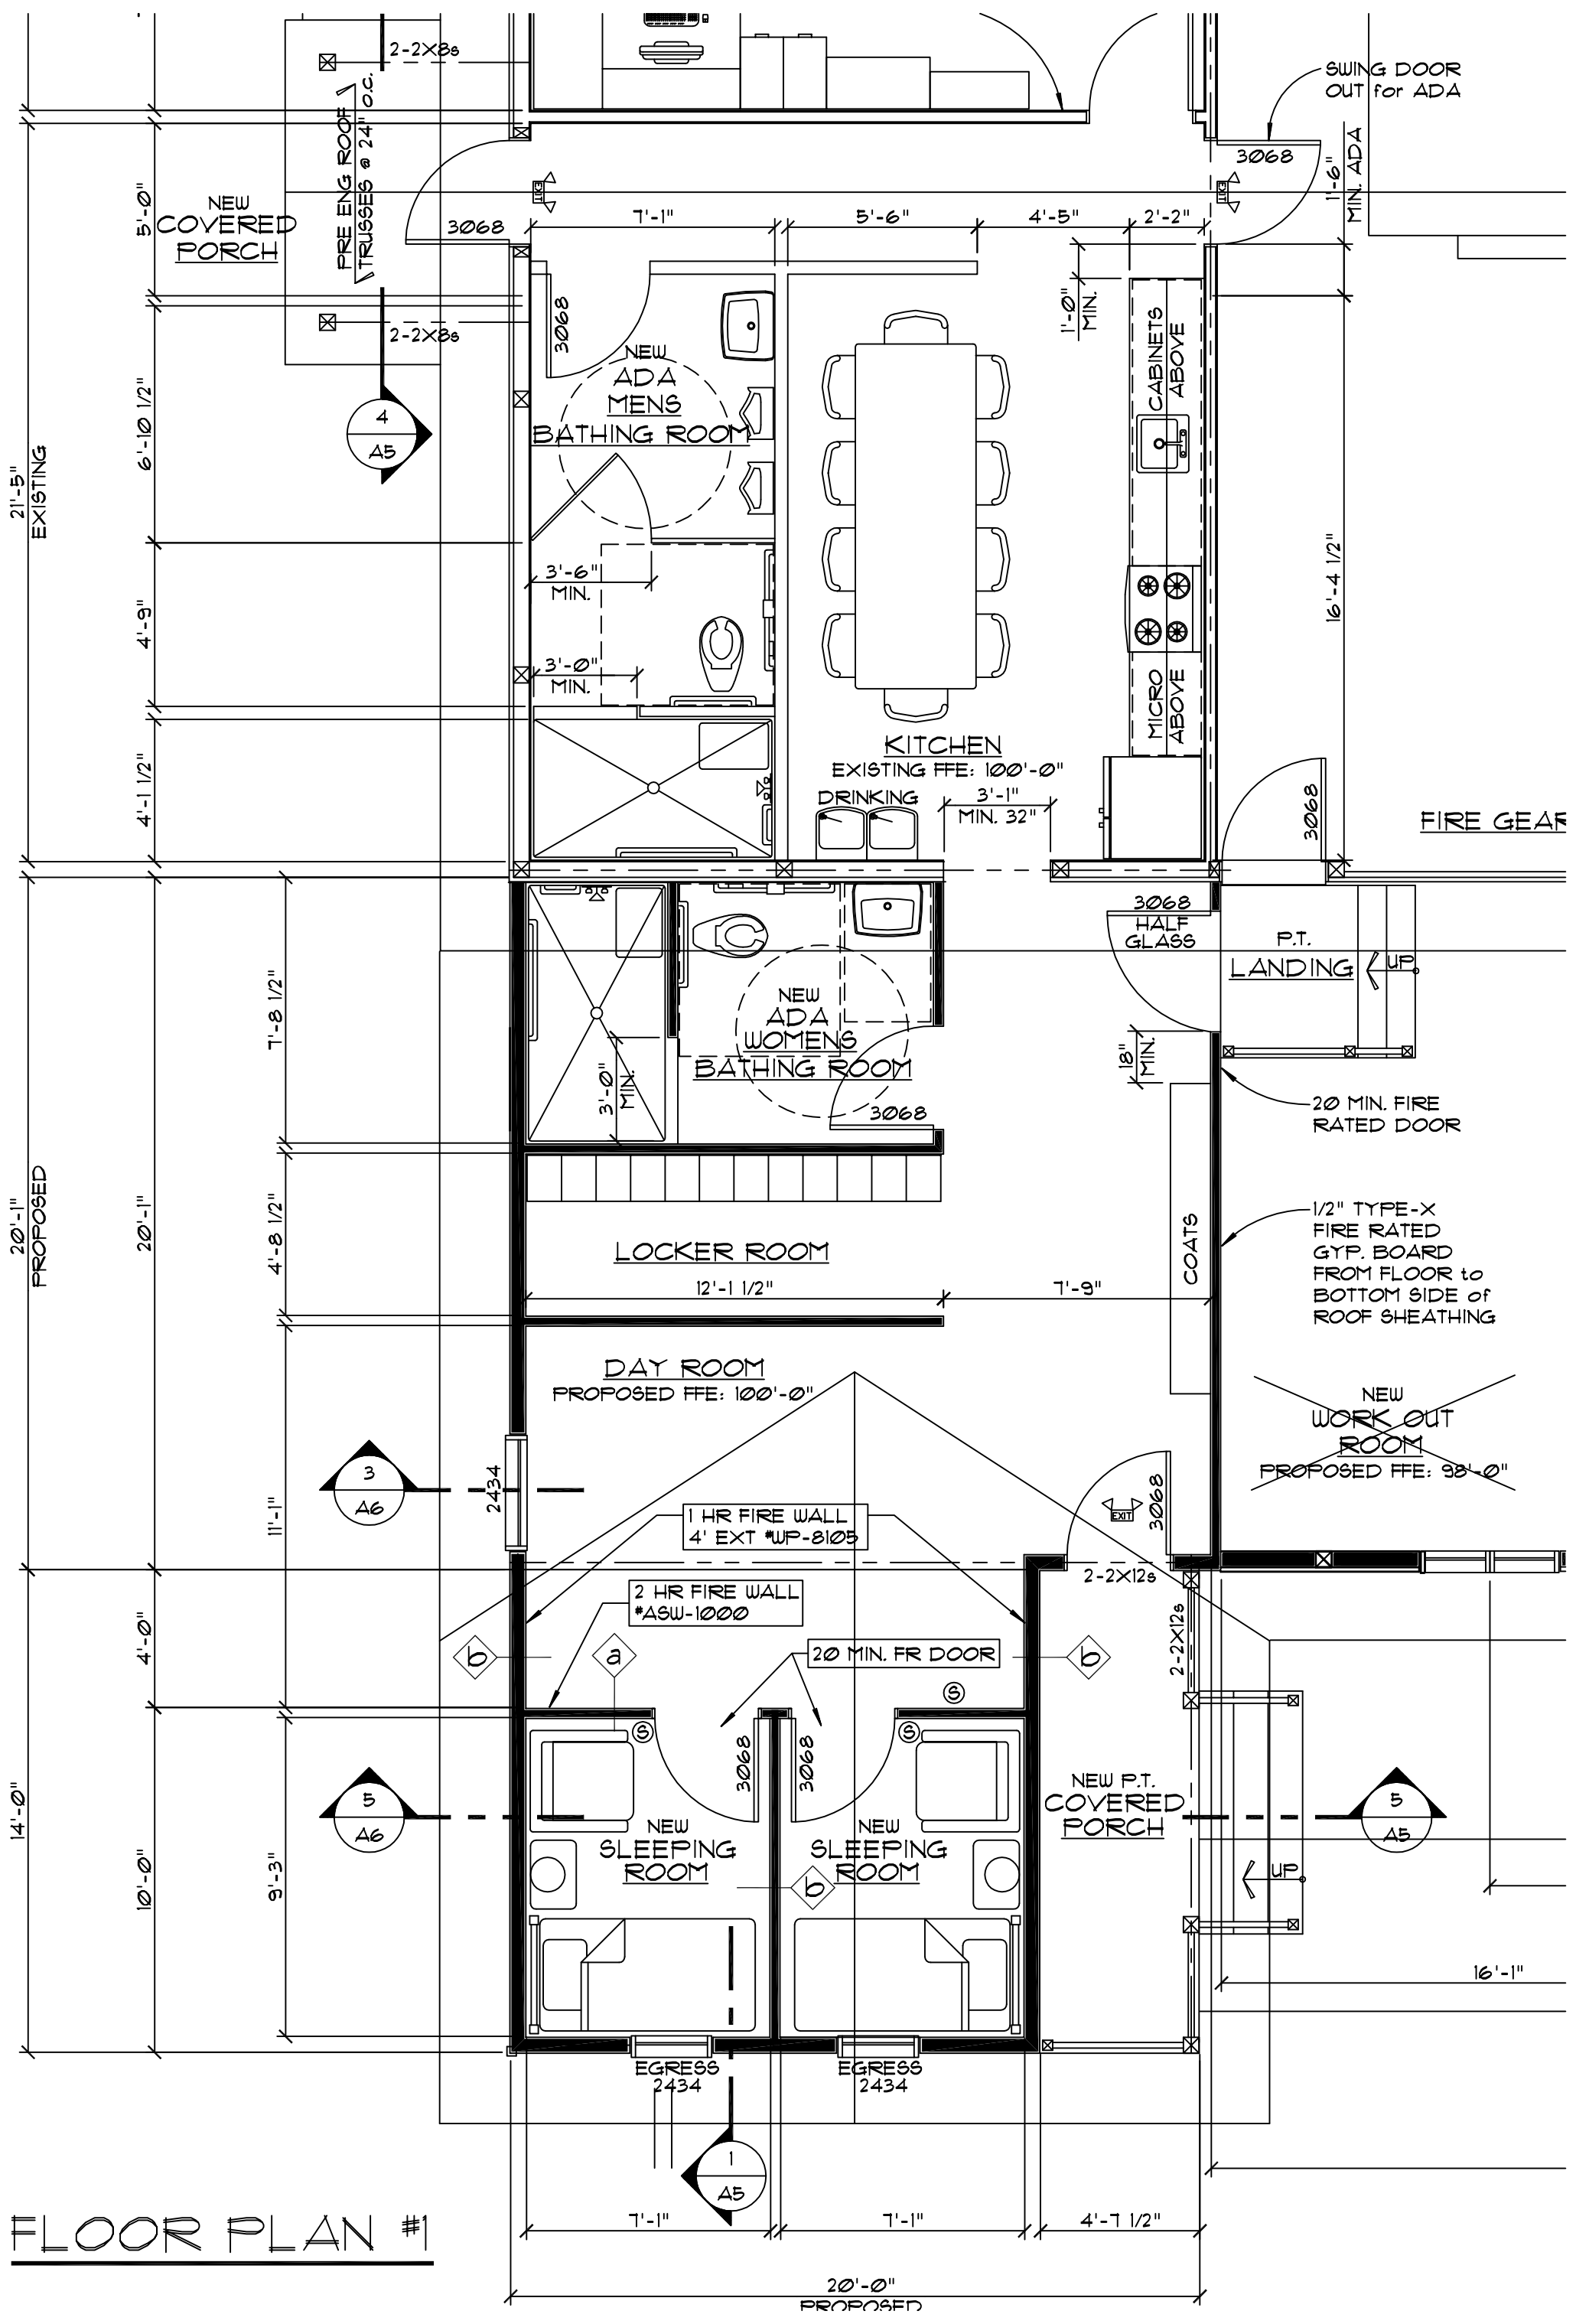 2-2X8s
PRE ENG ROOF
TRUSSES @ 24" O.C.
SWING DOOR
OUT for ADA
3068
1'-6"
MIN. ADA
EXIT
EXIT
NEW
COVERED
PORCH
5'-0"
3068
7'-1"
5'-6"
4'-5"
2'-2"
3068
1'-0"
MIN.
2-2X8s
CABINETS
ABOVE
NEW
ADA
MENS
BATHING ROOM
4
A5
6'-10 1/2"
21'-5"
EXISTING
3'-6"
MIN.
16'-4 1/2"
4'-9"
3'-0"
MIN.
MICRO
ABOVE
KITCHEN
EXISTING FFE: 100'-0"
DRINKING
3'-1"
MIN. 32"
4'-1 1/2"
3068
FIRE GEAR
3068
HALF
GLASS
P.T.
LANDING
UP
7'-8 1/2"
NEW
ADA
WOMENS
BATHING ROOM
18"
MIN.
3'-0"
MIN.
3068
20 MIN. FIRE
RATED DOOR
20'-1"
PROPOSED
20'-1"
4'-8 1/2"
LOCKER ROOM
COATS
1/2" TYPE-X
FIRE RATED
GYP. BOARD
FROM FLOOR to
BOTTOM SIDE of
ROOF SHEATHING
12'-1 1/2"
7'-9"
DAY ROOM
PROPOSED FFE: 100'-0"
NEW
WORK OUT
ROOM
PROPOSED FFE: 98'-0"
3
A6
2434
11'-1"
1 HR FIRE WALL
4' EXT #WP-8105
EXIT
3068
2-2X12s
2 HR FIRE WALL
#ASW-1000
2-2X12s
4'-0"
b
a
20 MIN. FR DOOR
b
S
S
S
3068
3068
14'-0"
5
A6
NEW
SLEEPING
ROOM
NEW
SLEEPING
ROOM
NEW P.T.
COVERED
PORCH
5
A5
10'-0"
9'-3"
b
UP
16'-1"
EGRESS
2434
EGRESS
2434
1
A5
FLOOR PLAN #1
7'-1"
7'-1"
4'-7 1/2"
20'-0"
PROPOSED